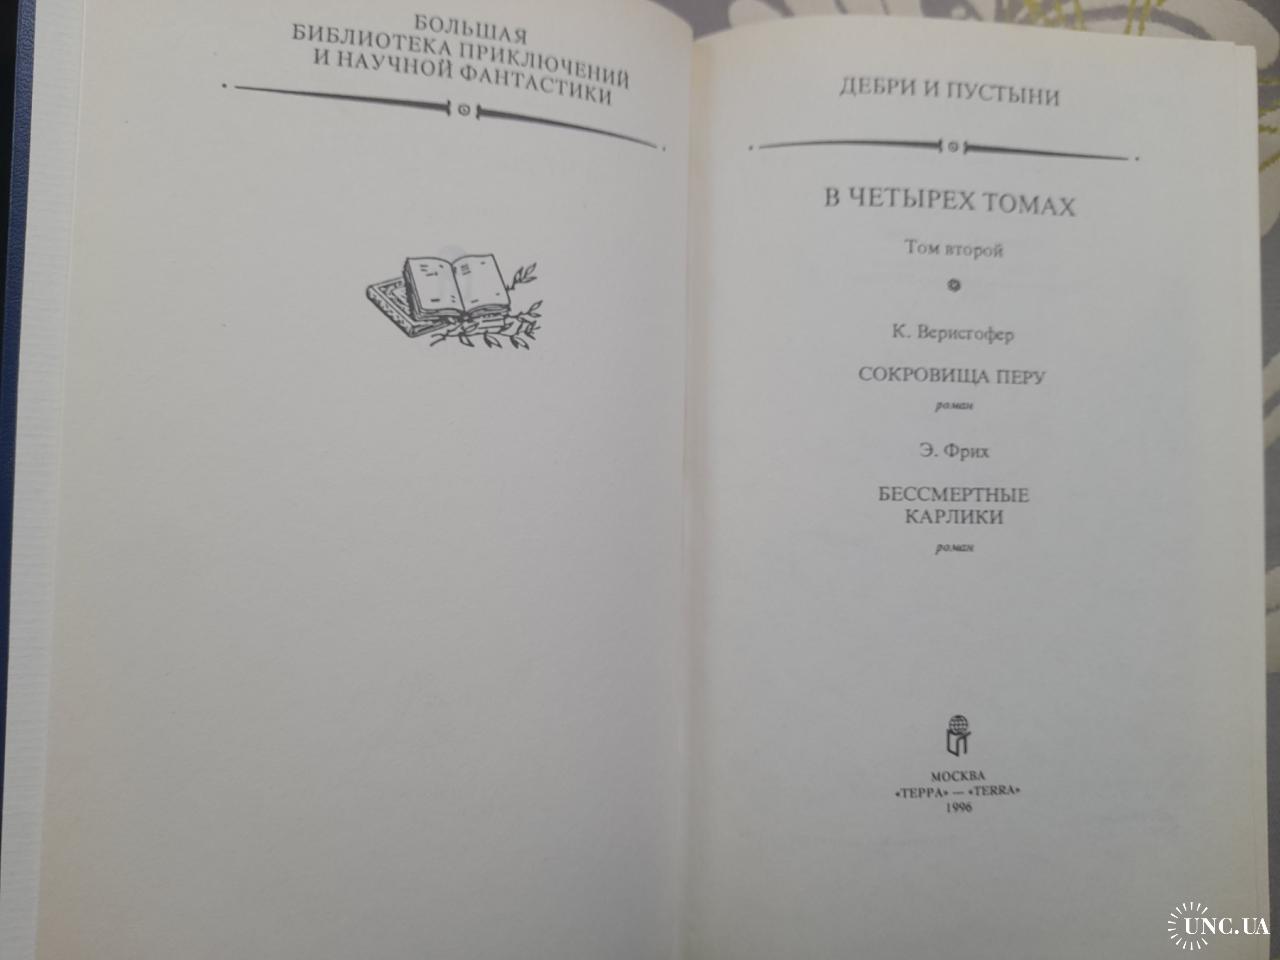 БОЛЬШАЯ
БИБЛИОТЕКА ПРИКЛЮЧЕНИЙ
И НАУЧНОЙ ФАНТАСТИКИ
ДЕБРИ И ПУСТЫНИ
В ЧЕТЫРЕХ ТОМАХ
Том второй
К. Верисгофер
СОКРОВИЩА ПЕРУ
роман
Э. Фрих
БЕССМЕРТНЫЕ
КАРЛИКИ
роман
МОСКВА
«ТЕРРА» — «TERRA»
1996
UNC.UA